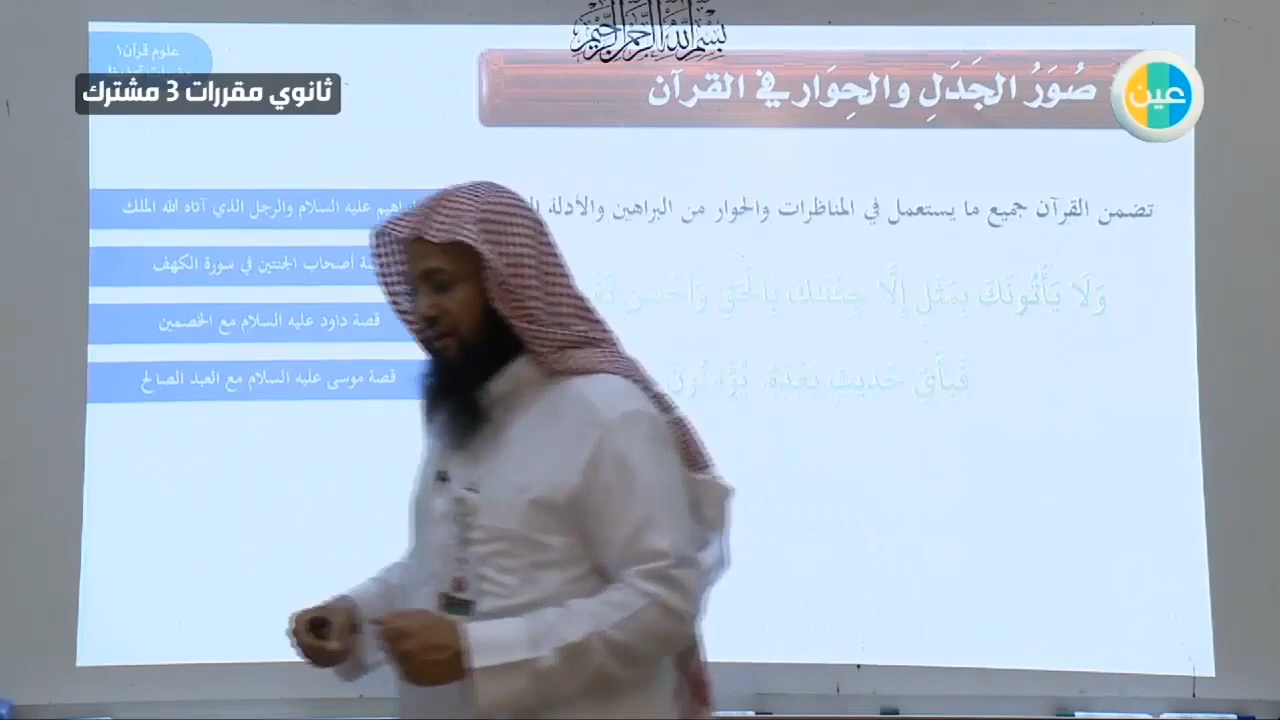 بسم الله الرحمن الرحيم
علوم قرآن١
ثانوي مقررات 3 مشترك
صُوَرُ الجَدَلِ والحِوَار في القرآن
عين
تضمن القرآن جميع ما يستعمل في المناظرات والحوار من البراهين والأدلة
عليه السلام والرجل الذي آتاه الله الملك
أصحاب الجنتين في سورة الكهف
وَلَا يَأْتُونَكَ بِمَثَلٍ إِلَّا جِئْنَاكَ بِالْحَقِّ وَأَحْسَنَ
قصة داود عليه السلام مع الخصمين
قصة موسى عليه السلام مع العبد الصالح
فَبِأَيِّ حَدِيثٍ بَعْدَهُ يُؤْمِنُونَ